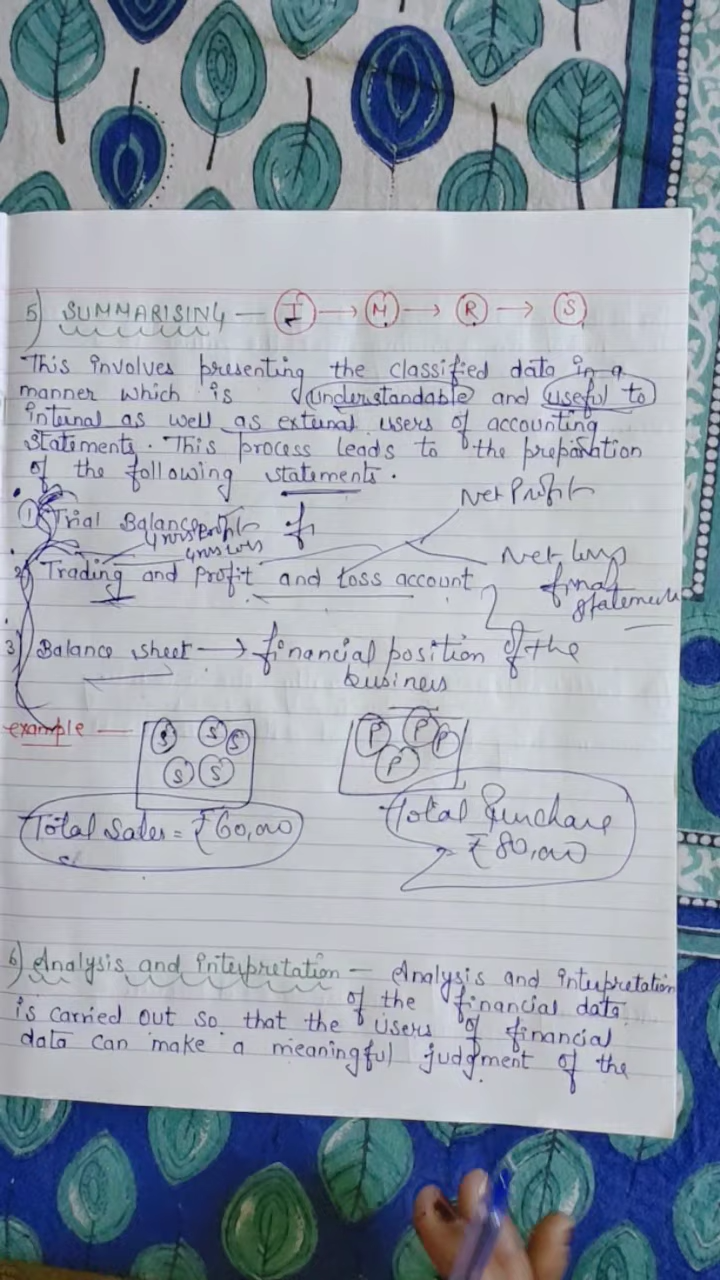 5) SUMMARISING — I → M → R → S
This involves presenting the classified data in a
manner which is understandable and useful to
internal as well as external users of accounting
statements. This process leads to the preparation
of the following statements.
Net Profit
1) Trial Balance
Gross Profit
Gross loss
Net loss
2) Trading and Profit and Loss account
final
statements
3) Balance sheet → financial position of the
business
example —
S S S S S
P P P P
Total Sales = ₹60,000
Total Purchase
₹80,000
6) Analysis and Interpretation — Analysis and interpretation
of the financial data
is carried out so that the users of financial
data can make a meaningful judgment of the